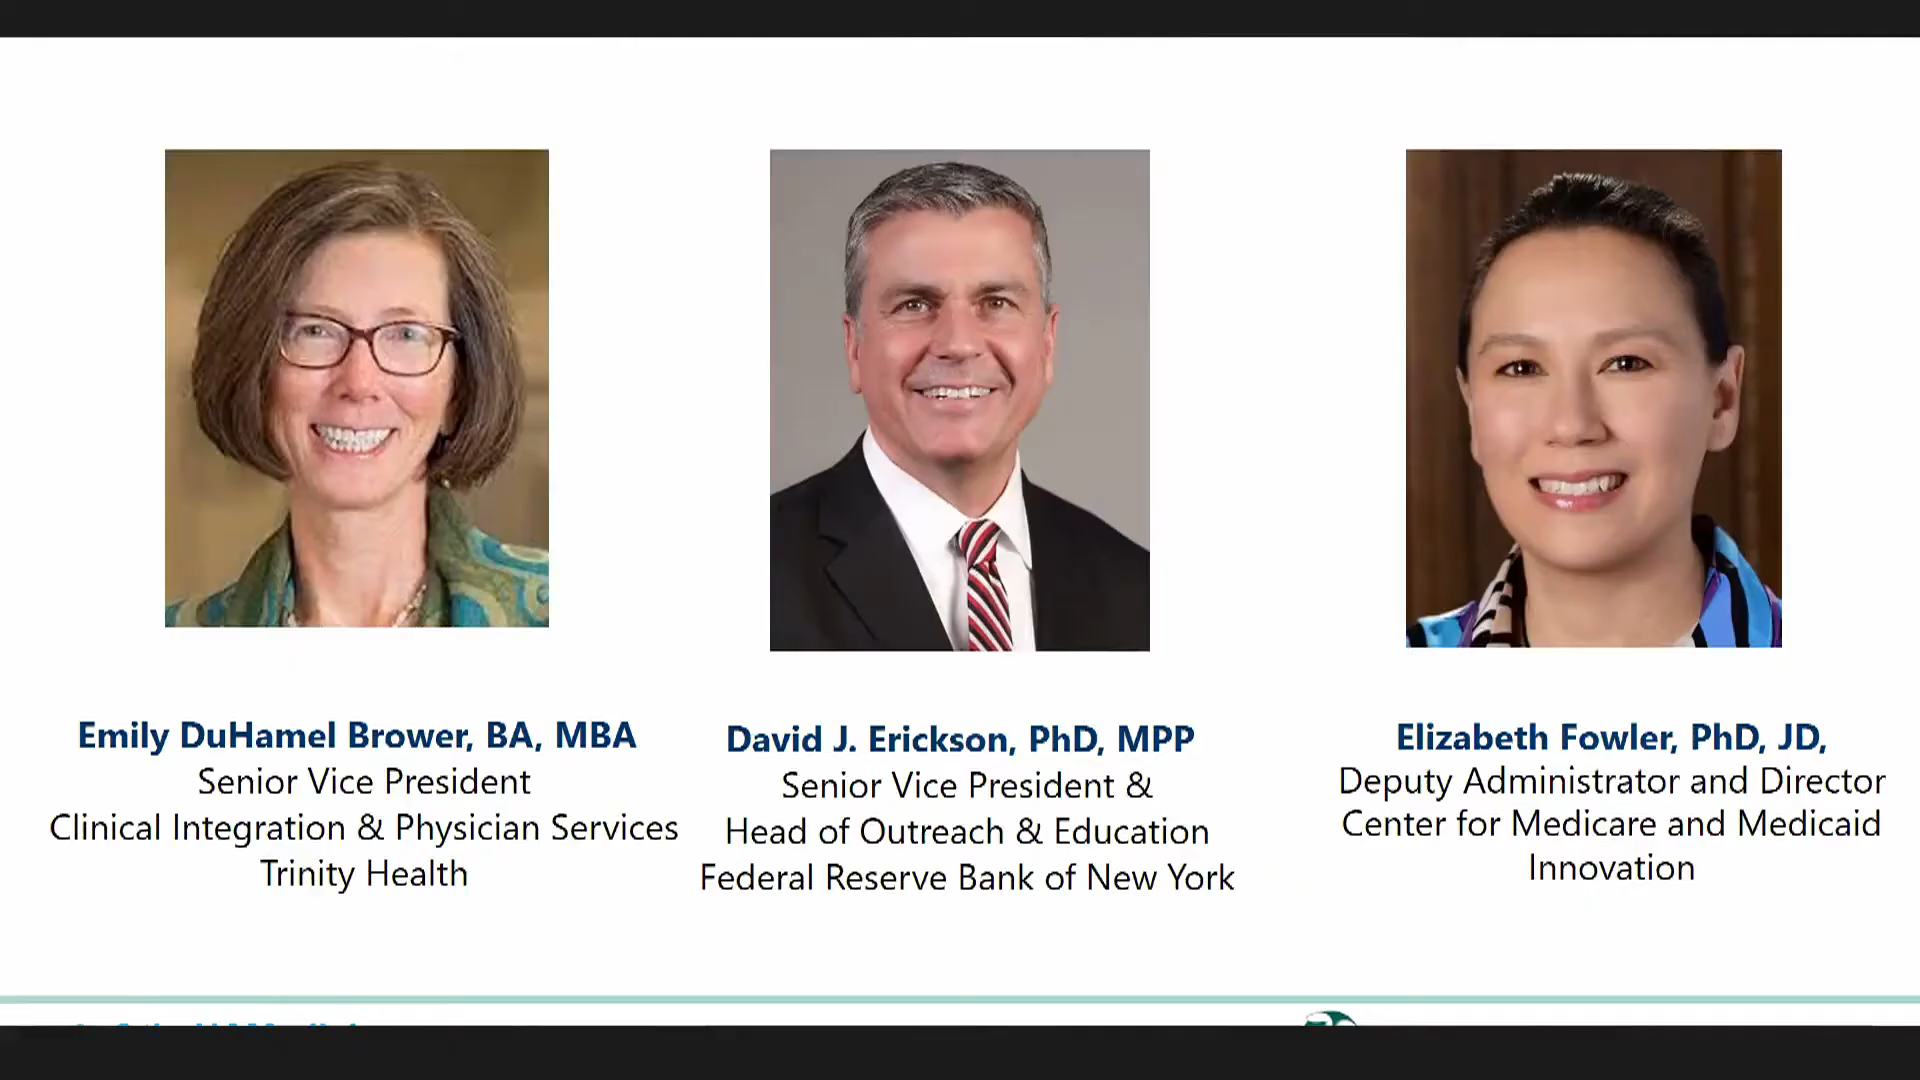 Emily DuHamel Brower, BA, MBA
Senior Vice President
Clinical Integration & Physician Services
Trinity Health
David J. Erickson, PhD, MPP
Senior Vice President &
Head of Outreach & Education
Federal Reserve Bank of New York
Elizabeth Fowler, PhD, JD,
Deputy Administrator and Director
Center for Medicare and Medicaid
Innovation